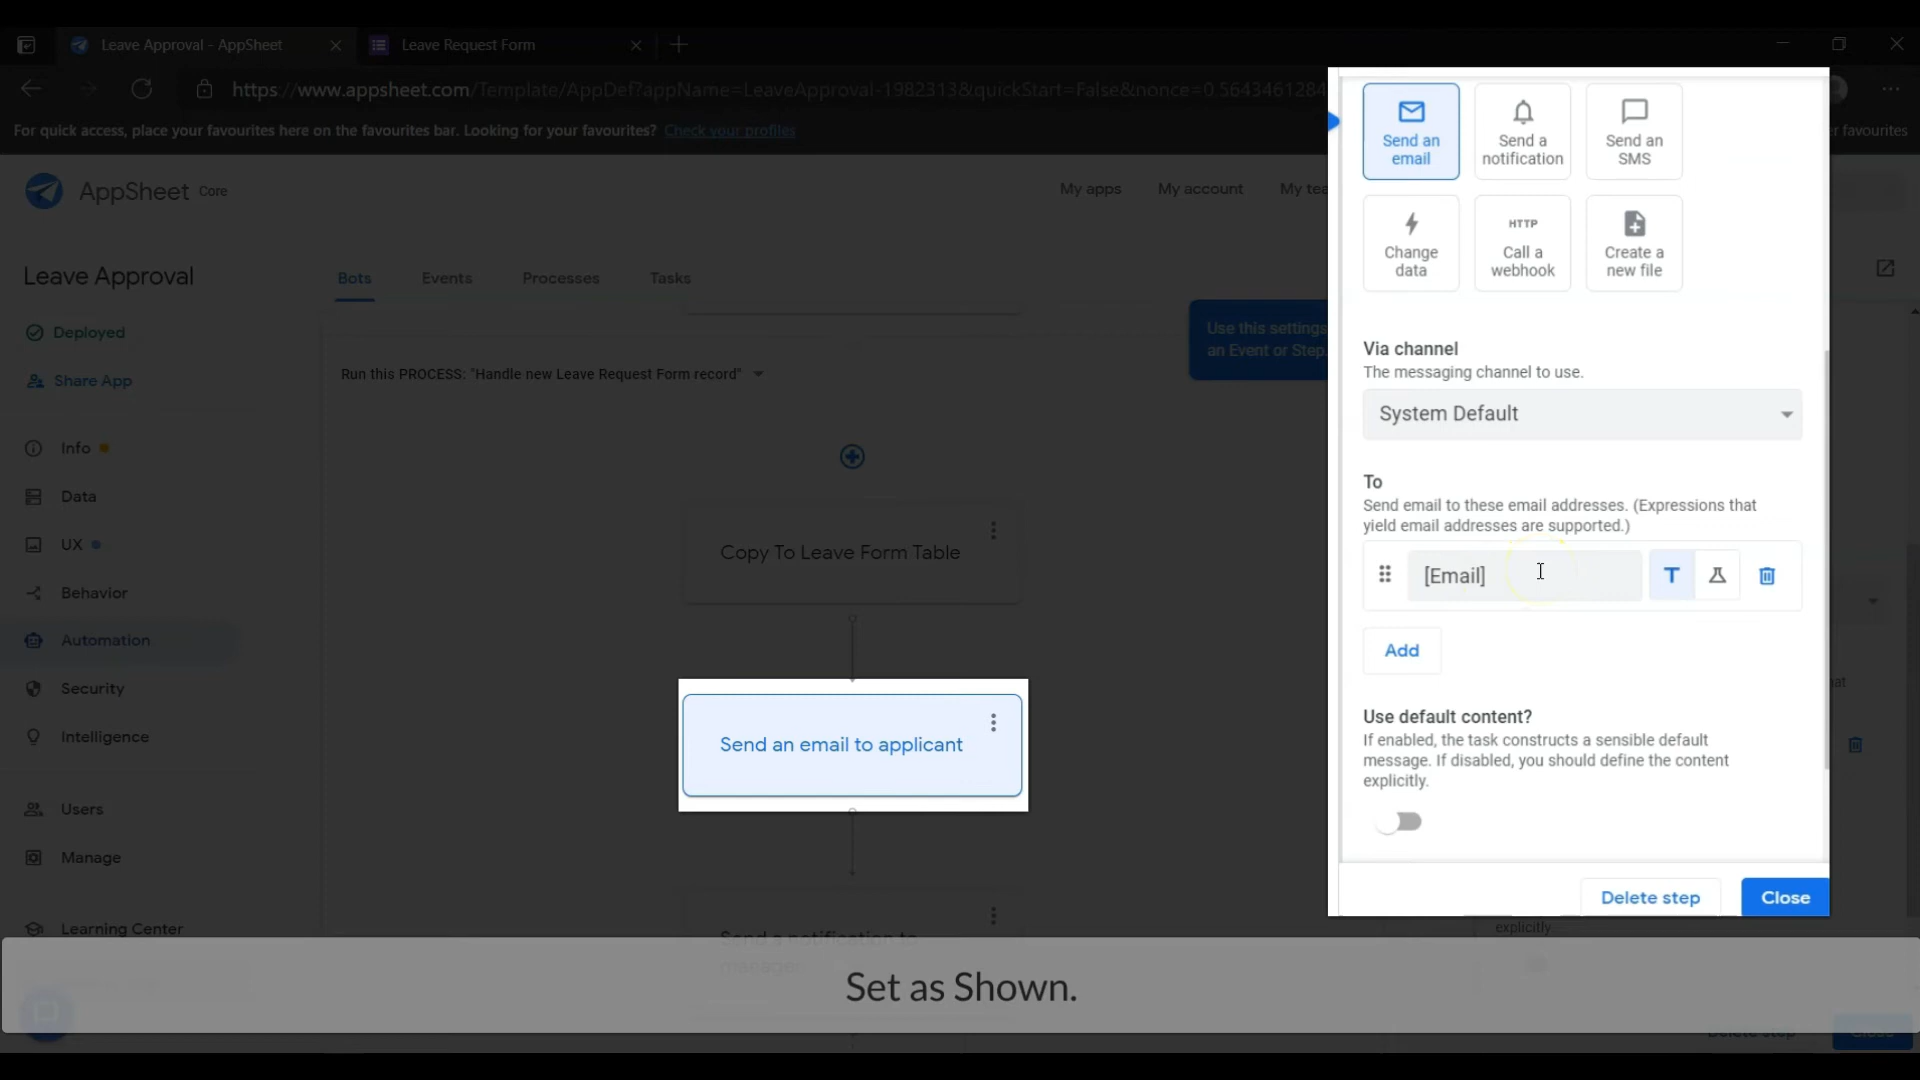 Leave Approval - AppSheet
Leave Request Form
https://www.appsheet.com/Template/AppDef?appName=LeaveApproval-1982313&quickStart=False&nonce=0.5643461284
For quick access, place your favourites here on the favourites bar. Looking for your favourites? Check your profiles
favourites
AppSheet Core
My apps
My account
Leave Approval
Bots
Events
Processes
Tasks
Deployed
Share App
Info
Data
UX
Behavior
Automation
Security
Intelligence
Users
Manage
Learning Center
Run this PROCESS: "Handle new Leave Request Form record"
Use this settings
an Event or Step.
Copy To Leave Form Table
Send an email to applicant
Send a notification to
manager
Send an
email
Send a
notification
Send an
SMS
Change
data
HTTP
Call a
webhook
Create a
new file
Via channel
The messaging channel to use.
System Default
To
Send email to these email addresses. (Expressions that
yield email addresses are supported.)
[Email]
T
Add
Use default content?
If enabled, the task constructs a sensible default
message. If disabled, you should define the content
explicitly.
Delete step
Close
explicitly
Set as Shown.
Delete step
Close